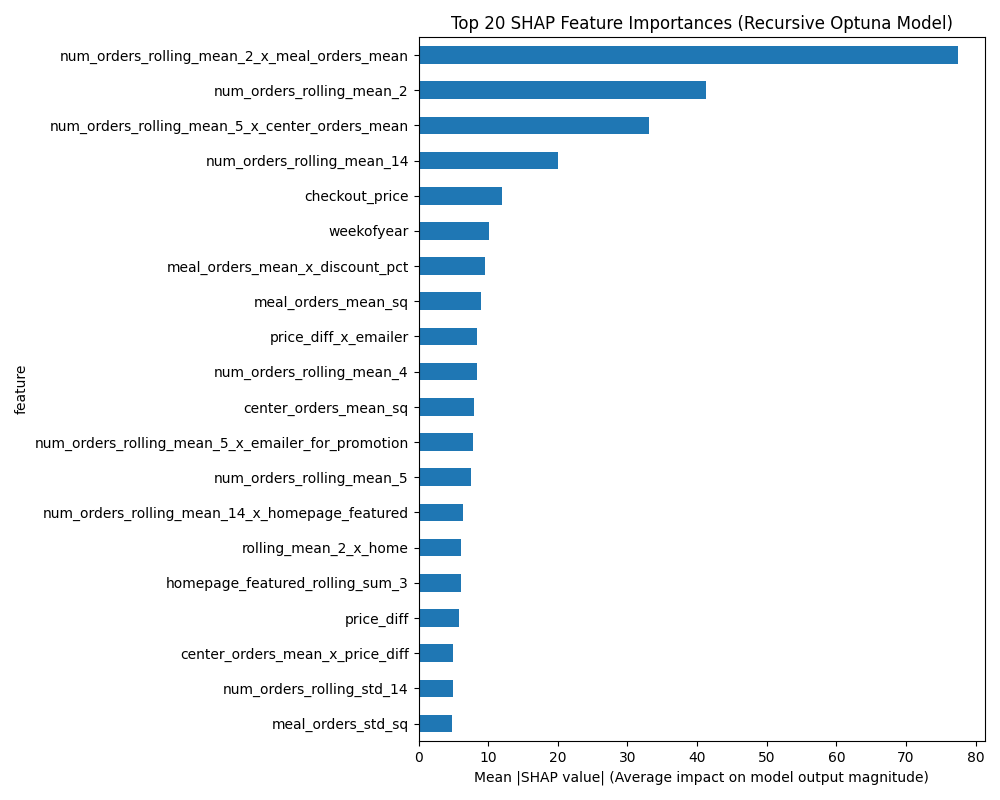 Top 20 SHAP Feature Importances (Recursive Optuna Model)
num_orders_rolling_mean_2_x_meal_orders_mean
num_orders_rolling_mean_2
num_orders_rolling_mean_5_x_center_orders_mean
num_orders_rolling_mean_14
checkout_price
weekofyear
meal_orders_mean_x_discount_pct
meal_orders_mean_sq
price_diff_x_emailer
num_orders_rolling_mean_4
center_orders_mean_sq
num_orders_rolling_mean_5_x_emailer_for_promotion
num_orders_rolling_mean_5
num_orders_rolling_mean_14_x_homepage_featured
rolling_mean_2_x_home
homepage_featured_rolling_sum_3
price_diff
center_orders_mean_x_price_diff
num_orders_rolling_std_14
meal_orders_std_sq
feature
0 10 20 30 40 50 60 70 80
Mean |SHAP value| (Average impact on model output magnitude)